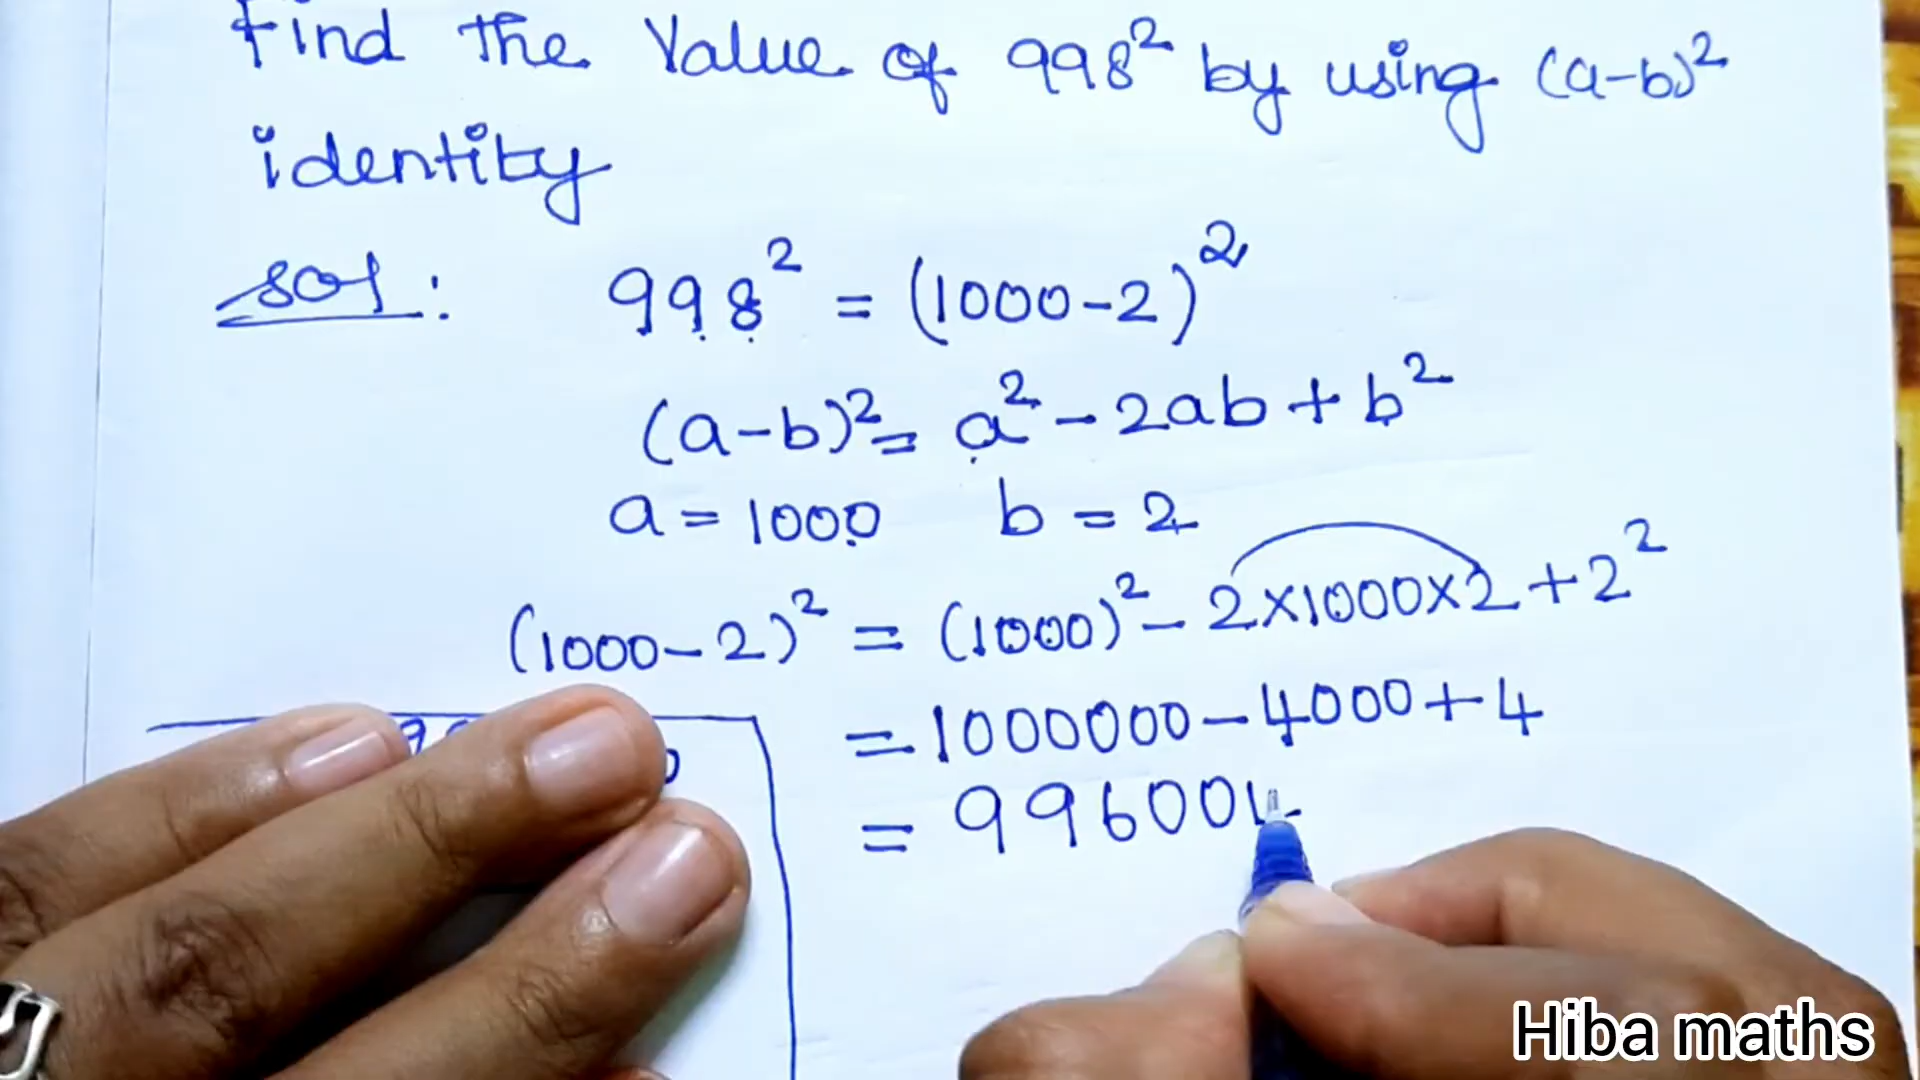 Find the Value of 998² by using (a-b)²
identity
Sol: 998² = (1000-2)²
(a-b)² = a² - 2ab + b²
a = 1000 b = 2
(1000-2)² = (1000)² - 2×1000×2 + 2²
= 1000000 - 4000 + 4
= 996004
Hiba maths